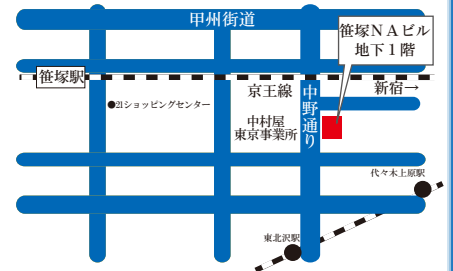 甲州街道
笹塚NAビル
地下1階
笹塚駅
京王線
新宿→
中野通り
●21ショッピングセンター
中村屋
東京事業所
代々木上原駅
東北沢駅